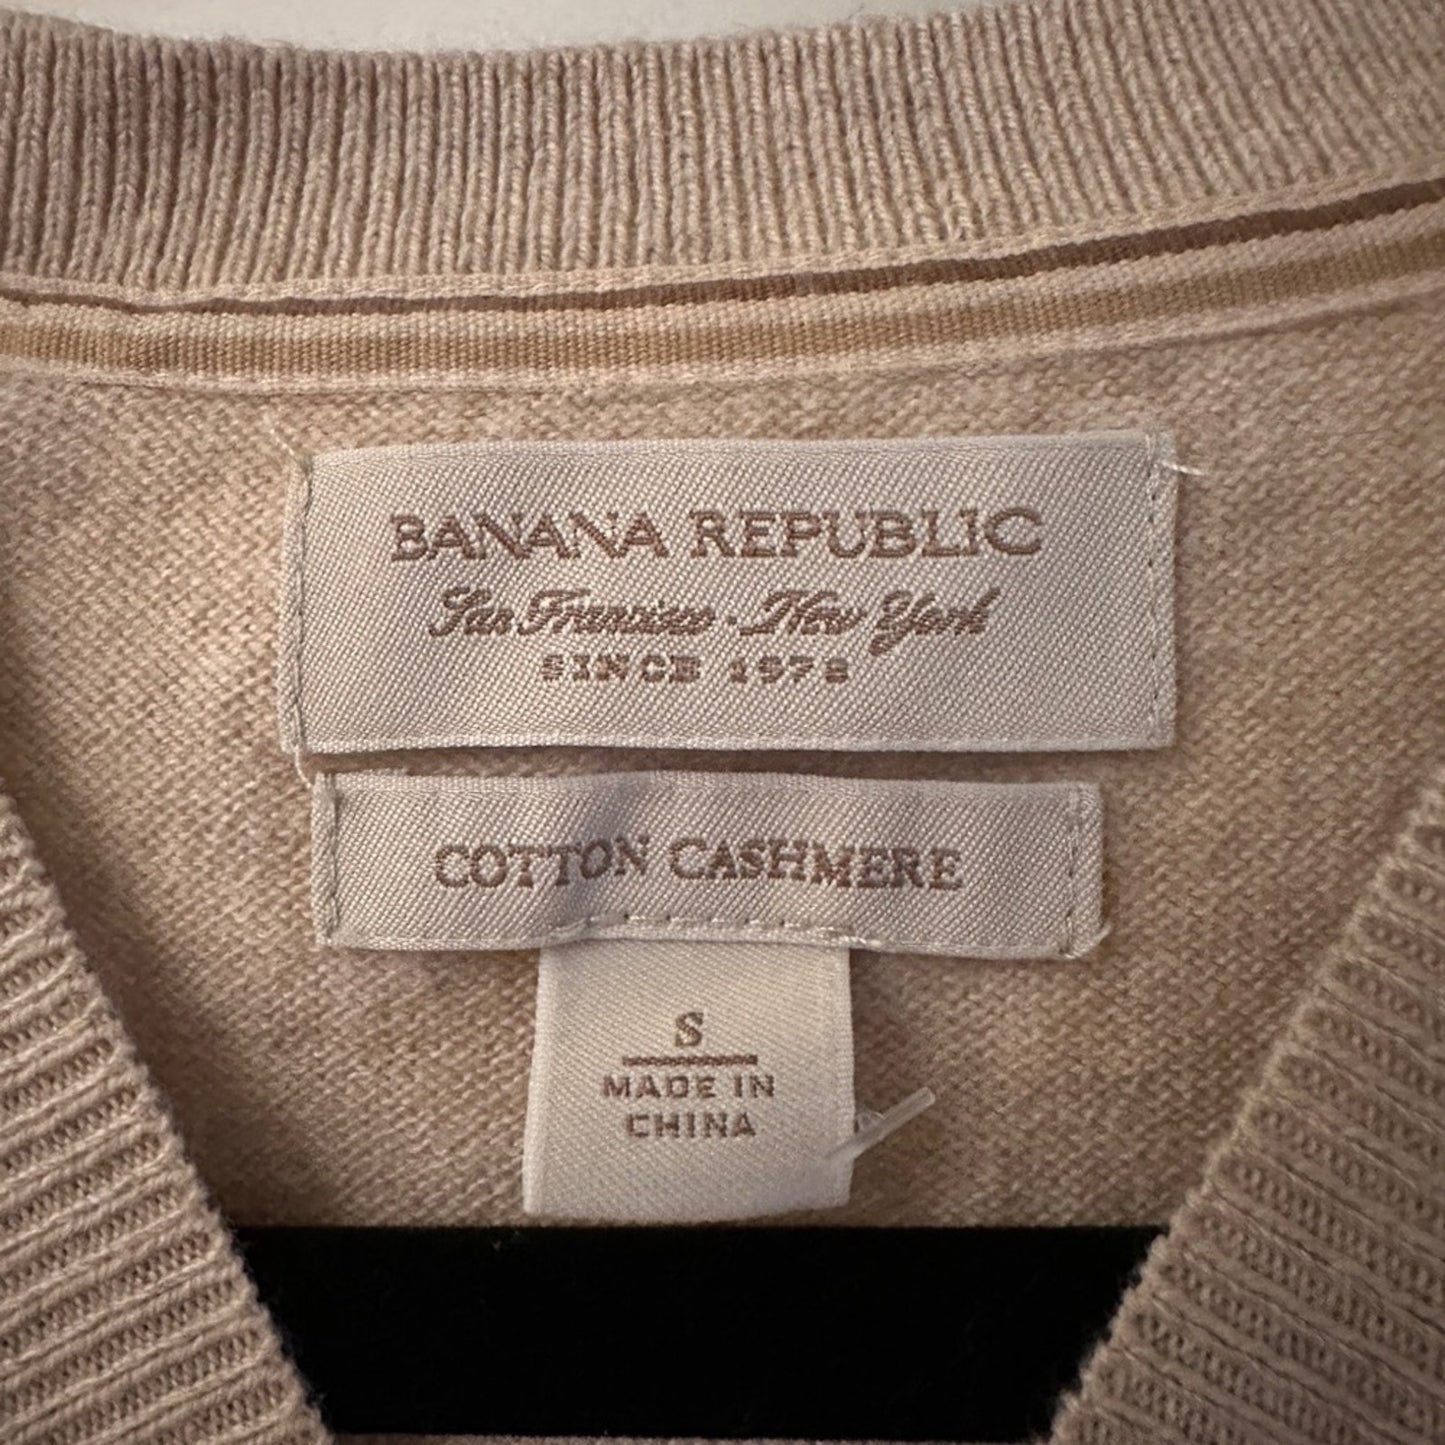 BANANA REPUBLIC
San Francisco · New York
SINCE 1978
COTTON CASHMERE
S
MADE IN
CHINA